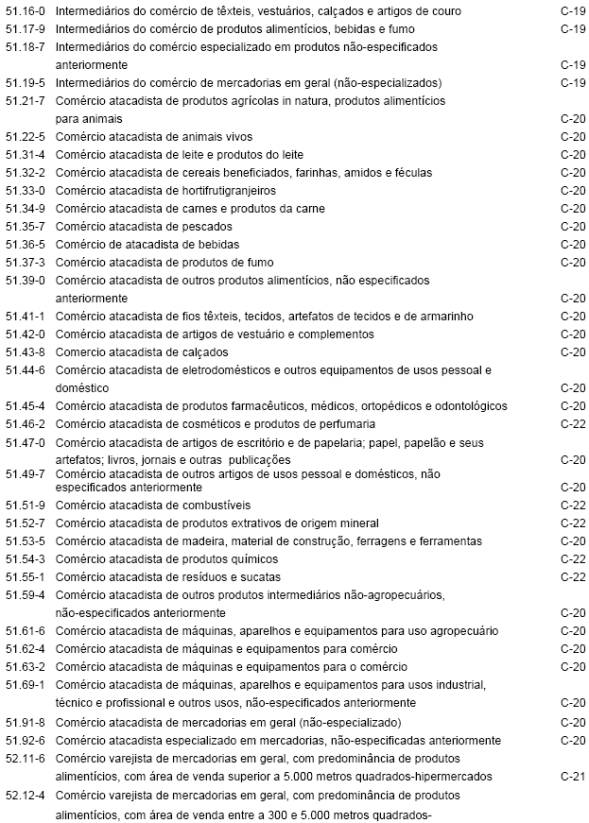 51.16-0 Intermediários do comércio de têxteis, vestuários, calçados e artigos de couro C-19
51.17-9 Intermediários do comércio de produtos alimentícios, bebidas e fumo C-19
51.18-7 Intermediários do comércio especializado em produtos não-especificados
anteriormente C-19
51.19-5 Intermediários do comércio de mercadorias em geral (não-especializados) C-19
51.21-7 Comércio atacadista de produtos agrícolas in natura, produtos alimentícios
para animais C-20
51.22-5 Comércio atacadista de animais vivos C-20
51.31-4 Comércio atacadista de leite e produtos do leite C-20
51.32-2 Comércio atacadista de cereais beneficiados, farinhas, amidos e féculas C-20
51.33-0 Comércio atacadista de hortifrutigranjeiros C-20
51.34-9 Comércio atacadista de carnes e produtos da carne C-20
51.35-7 Comércio atacadista de pescados C-20
51.36-5 Comércio de atacadista de bebidas C-20
51.37-3 Comércio atacadista de produtos de fumo C-20
51.39-0 Comércio atacadista de outros produtos alimentícios, não especificados
anteriormente C-20
51.41-1 Comércio atacadista de fios têxteis, tecidos, artefatos de tecidos e de armarinho C-20
51.42-0 Comércio atacadista de artigos de vestuário e complementos C-20
51.43-8 Comercio atacadista de calçados C-20
51.44-6 Comércio atacadista de eletrodomésticos e outros equipamentos de usos pessoal e
doméstico C-20
51.45-4 Comércio atacadista de produtos farmacêuticos, médicos, ortopédicos e odontológicos C-20
51.46-2 Comércio atacadista de cosméticos e produtos de perfumaria C-22
51.47-0 Comércio atacadista de artigos de escritório e de papelaria; papel, papelão e seus
artefatos; livros, jornais e outras publicações C-20
51.49-7 Comércio atacadista de outros artigos de usos pessoal e domésticos, não
especificados anteriormente C-20
51.51-9 Comércio atacadista de combustíveis C-22
51.52-7 Comércio atacadista de produtos extrativos de origem mineral C-22
51.53-5 Comércio atacadista de madeira, material de construção, ferragens e ferramentas C-20
51.54-3 Comércio atacadista de produtos químicos C-22
51.55-1 Comércio atacadista de resíduos e sucatas C-22
51.59-4 Comércio atacadista de outros produtos intermediários não-agropecuários,
não-especificados anteriormente C-20
51.61-6 Comércio atacadista de máquinas, aparelhos e equipamentos para uso agropecuário C-20
51.62-4 Comércio atacadista de máquinas e equipamentos para comércio C-20
51.63-2 Comércio atacadista de máquinas e equipamentos para o comércio C-20
51.69-1 Comércio atacadista de máquinas, aparelhos e equipamentos para usos industrial,
técnico e profissional e outros usos, não-especificados anteriormente C-20
51.91-8 Comércio atacadista de mercadorias em geral (não-especializado) C-20
51.92-6 Comércio atacadista especializado em mercadorias, não-especificadas anteriormente C-20
52.11-6 Comércio varejista de mercadorias em geral, com predominância de produtos
alimentícios, com área de venda superior a 5.000 metros quadrados-hipermercados C-21
52.12-4 Comércio varejista de mercadorias em geral, com predominância de produtos
alimentícios, com área de venda entre a 300 e 5.000 metros quadrados-